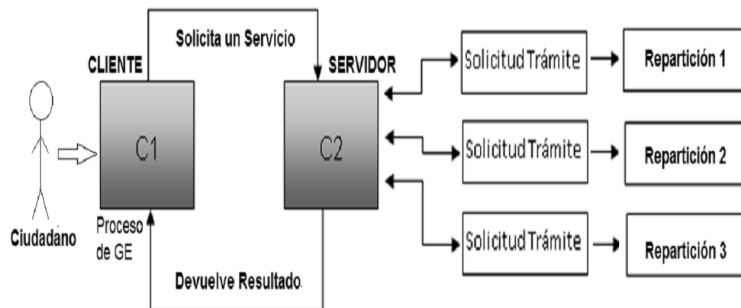 Solicita un Servicio
CLIENTE
SERVIDOR
C1
C2
Solicitud Trámite
Repartición 1
Solicitud Trámite
Repartición 2
Solicitud Trámite
Repartición 3
Ciudadano
Proceso
de GE
Devuelve Resultado